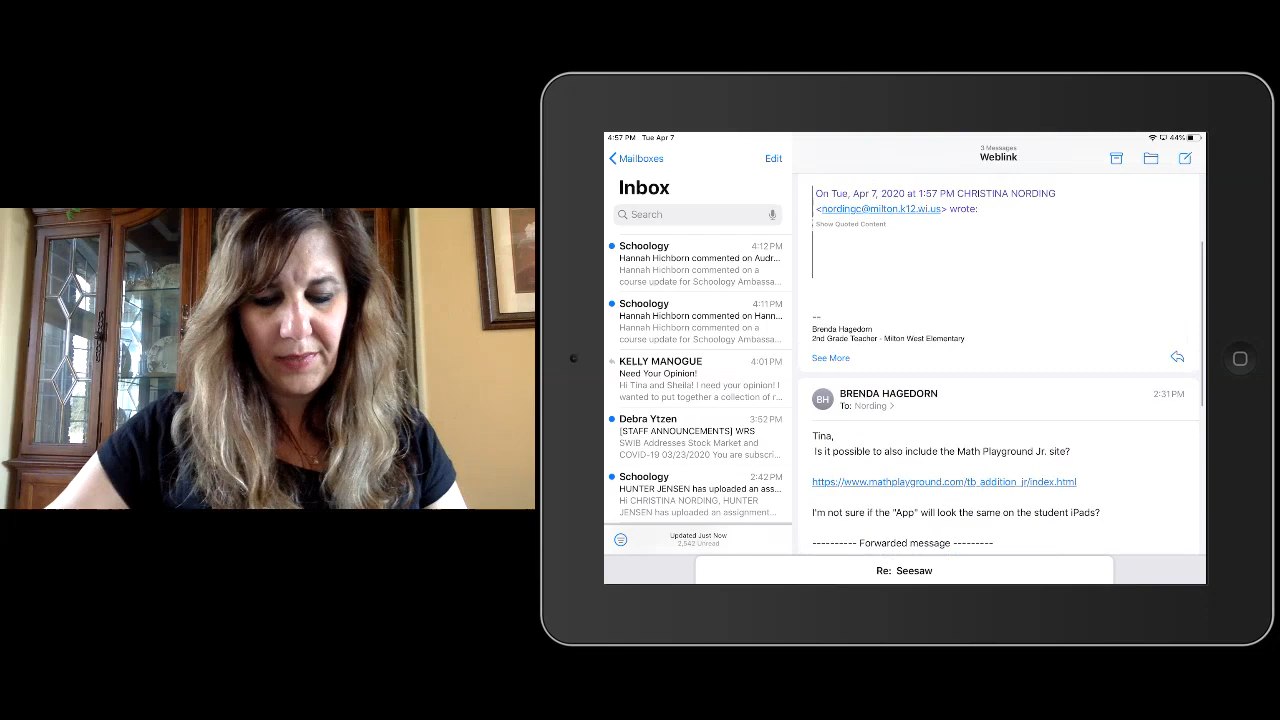 4:57 PM Tue Apr 7
44%
Mailboxes
Edit
Inbox
Search
Schoology 4:12 PM
Hannah Hichborn commented on Audr...
Hannah Hichborn commented on a
course update for Schoology Ambassa...
Schoology 4:11 PM
Hannah Hichborn commented on Hann...
Hannah Hichborn commented on a
course update for Schoology Ambassa...
KELLY MANOGUE 4:01 PM
Need Your Opinion!
Hi Tina and Sheila! I need your opinion! I
wanted to put together a collection of r...
Debra Ytzen 3:52 PM
[STAFF ANNOUNCEMENTS] WRS
SWIB Addresses Stock Market and
COVID-19 03/23/2020 You are subscri...
Schoology 2:42 PM
HUNTER JENSEN has uploaded an ass...
Hi CHRISTINA NORDING, HUNTER
JENSEN has uploaded an assignment...
Updated Just Now
2,542 Unread
3 Messages
Weblink
On Tue, Apr 7, 2020 at 1:57 PM CHRISTINA NORDING
<nordingc@milton.k12.wi.us> wrote:
Show Quoted Content
--
Brenda Hagedorn
2nd Grade Teacher - Milton West Elementary
See More
BH
BRENDA HAGEDORN 2:31 PM
To: Nording >
Tina,
Is it possible to also include the Math Playground Jr. site?
https://www.mathplayground.com/tb_addition_jr/index.html
I'm not sure if the "App" will look the same on the student iPads?
---------- Forwarded message ---------
Re: Seesaw